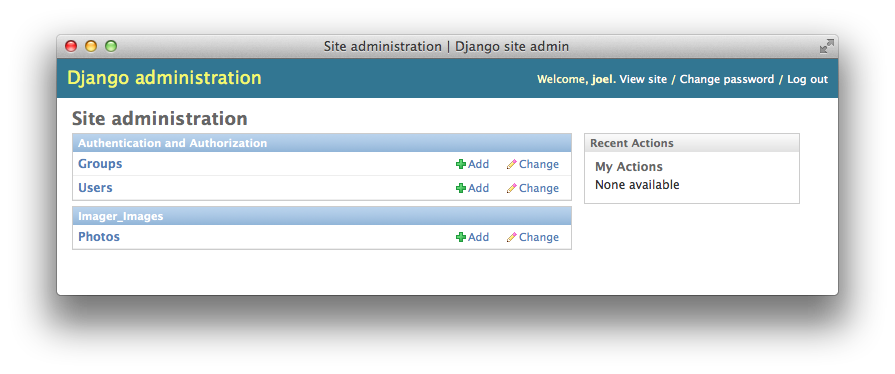 Site administration | Django site admin
Django administration
Welcome, joel. View site / Change password / Log out
Site administration
Authentication and Authorization
Groups Add Change
Users Add Change
Imager_Images
Photos Add Change
Recent Actions
My Actions
None available